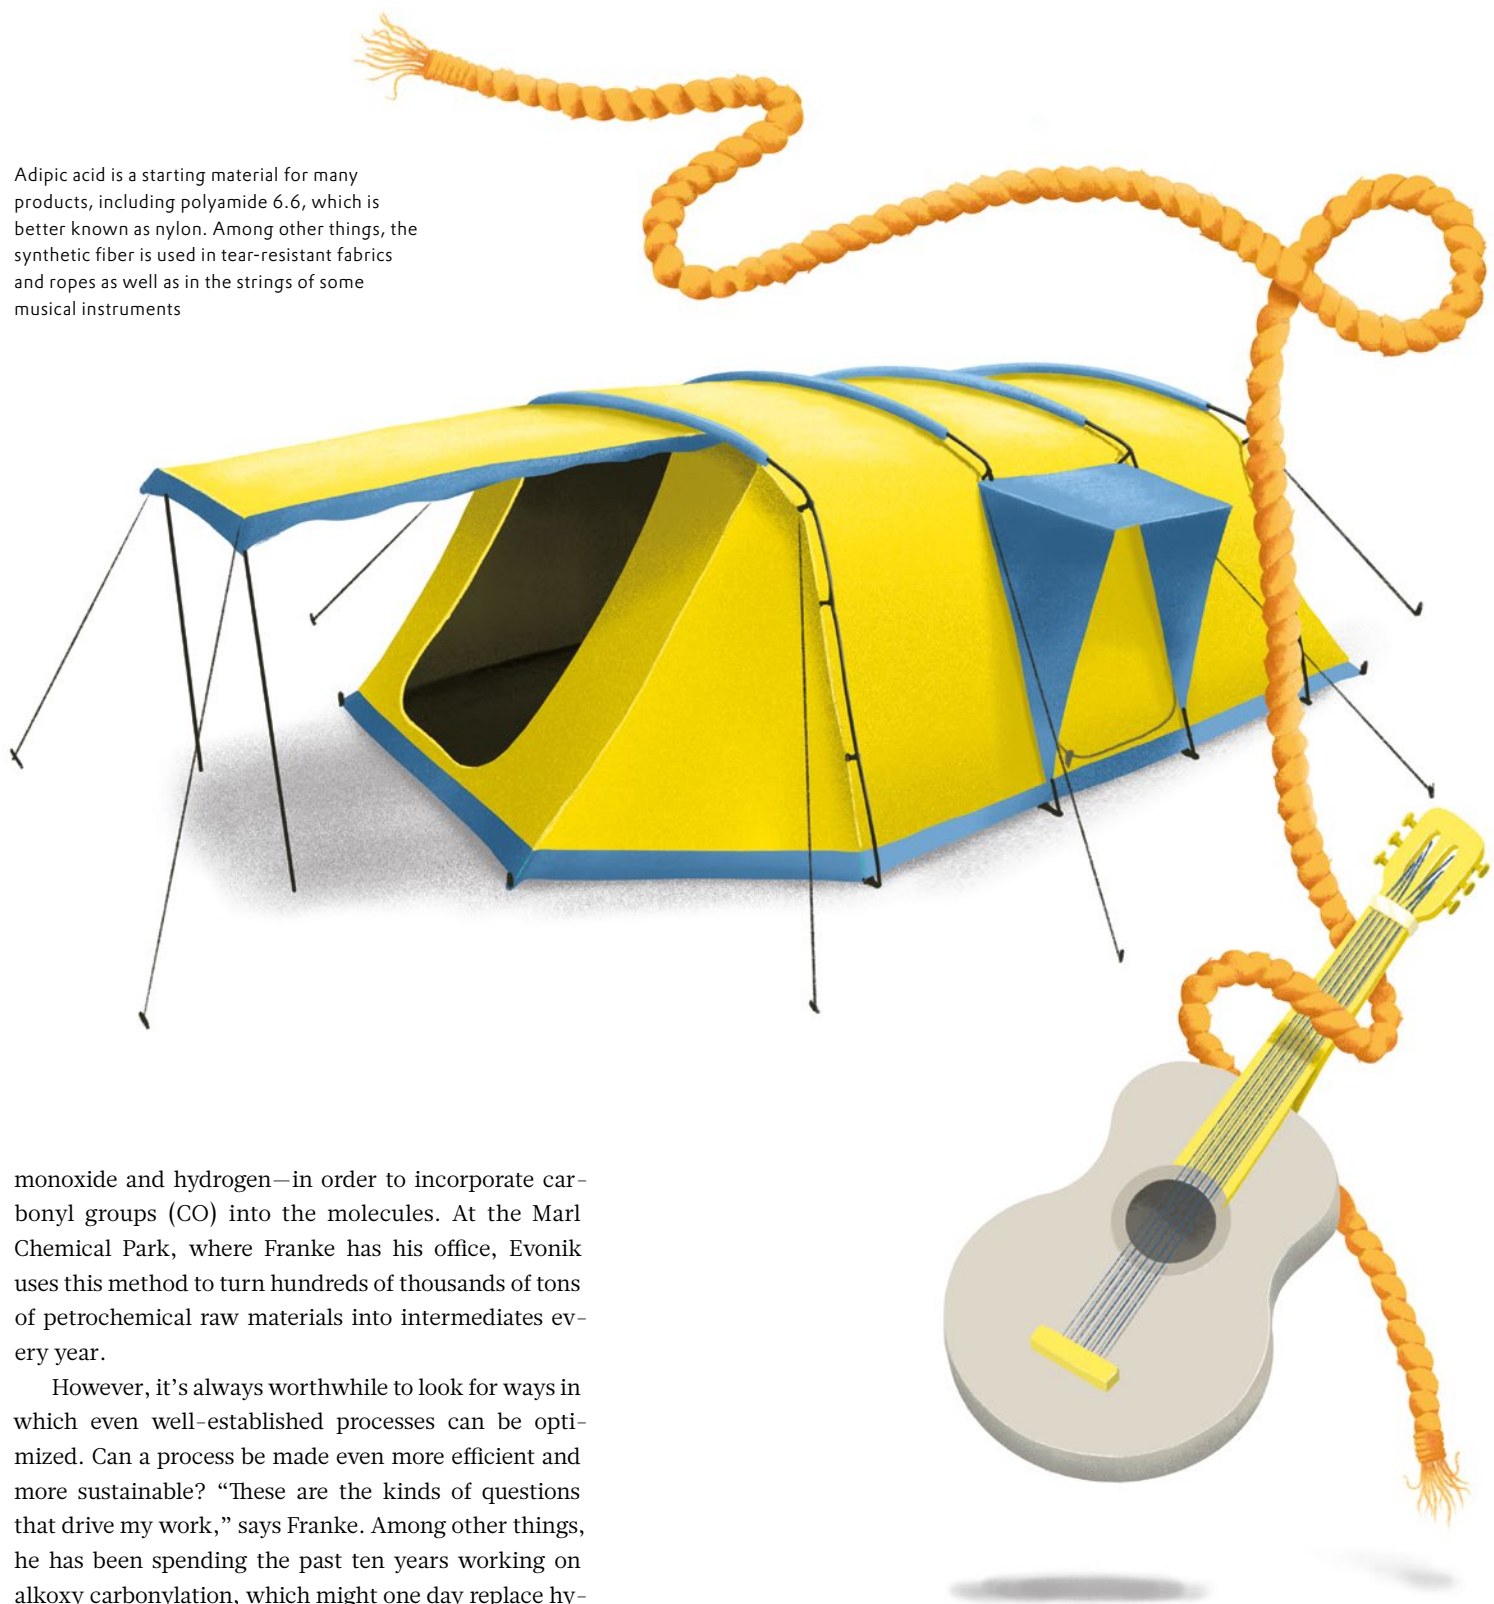 Adipic acid is a starting material for many
products, including polyamide 6.6, which is
better known as nylon. Among other things, the
synthetic fiber is used in tear-resistant fabrics
and ropes as well as in the strings of some
musical instruments
monoxide and hydrogen—in order to incorporate car-
bonyl groups (CO) into the molecules. At the Marl
Chemical Park, where Franke has his office, Evonik
uses this method to turn hundreds of thousands of tons
of petrochemical raw materials into intermediates ev-
ery year.
However, it’s always worthwhile to look for ways in
which even well-established processes can be opti-
mized. Can a process be made even more efficient and
more sustainable? “These are the kinds of questions
that drive my work,” says Franke. Among other things,
he has been spending the past ten years working on
alkoxy carbonylation, which might one day replace hy-